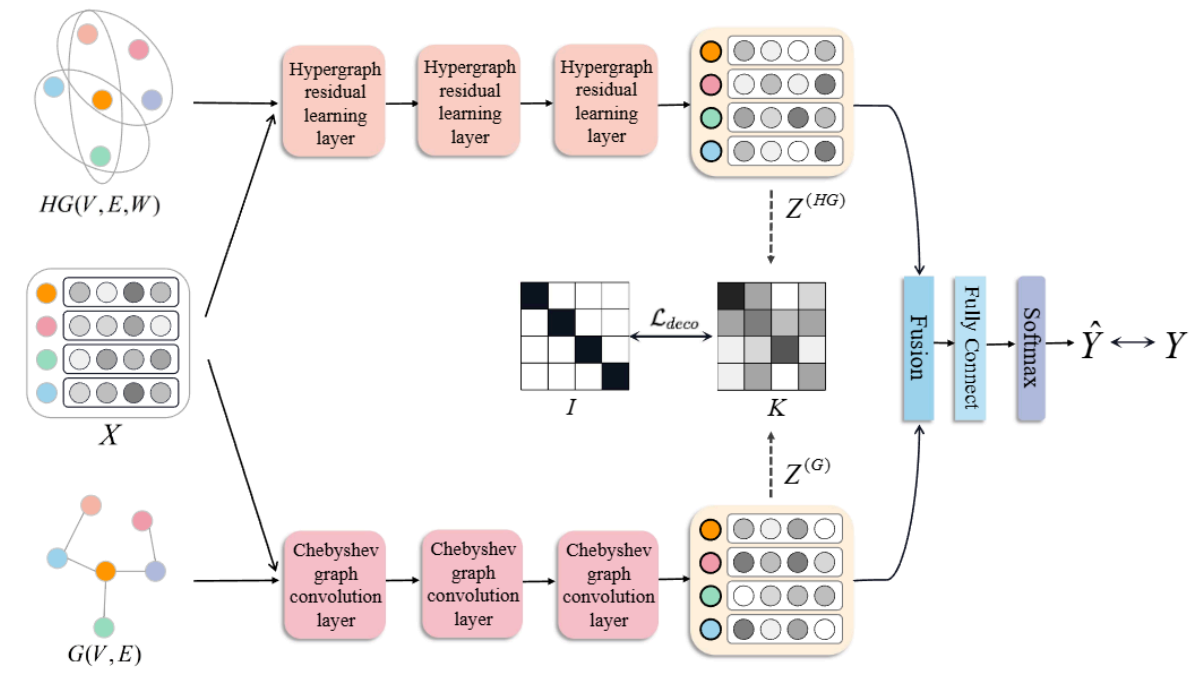 HG(V,E,W)
Hypergraph
residual
learning
layer
Hypergraph
residual
learning
layer
Hypergraph
residual
learning
layer
Z^(HG)
X
I
L_deco
K
Fusion
Fully Connect
Softmax
Ŷ
Y
Z^(G)
G(V,E)
Chebyshev
graph
convolution
layer
Chebyshev
graph
convolution
layer
Chebyshev
graph
convolution
layer